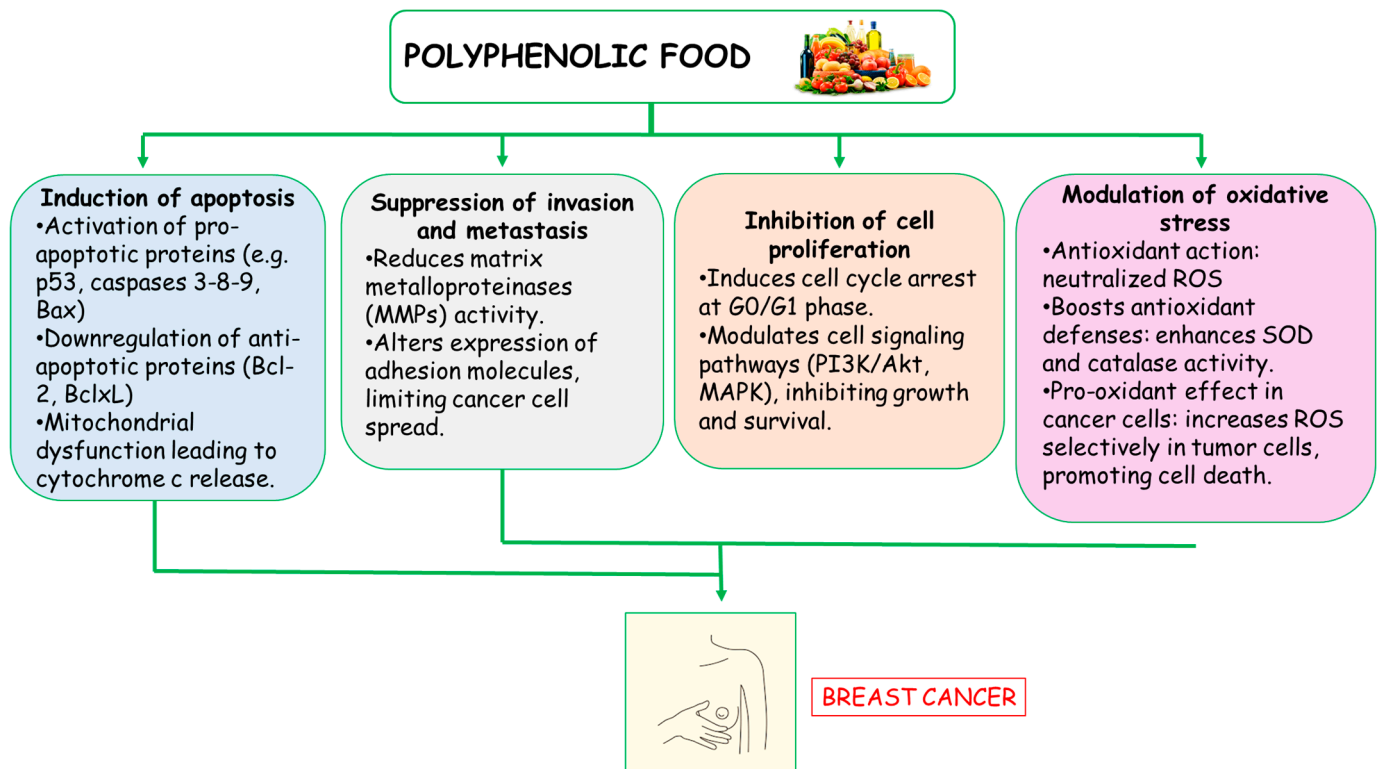 POLYPHENOLIC FOOD
Induction of apoptosis
•Activation of pro-
apoptotic proteins (e.g.
p53, caspases 3-8-9,
Bax)
•Downregulation of anti-
apoptotic proteins (Bcl-
2, BclxL)
•Mitochondrial
dysfunction leading to
cytochrome c release.
Suppression of invasion
and metastasis
•Reduces matrix
metalloproteinases
(MMPs) activity.
•Alters expression of
adhesion molecules,
limiting cancer cell
spread.
Inhibition of cell
proliferation
•Induces cell cycle arrest
at G0/G1 phase.
•Modulates cell signaling
pathways (PI3K/Akt,
MAPK), inhibiting growth
and survival.
Modulation of oxidative
stress
•Antioxidant action:
neutralized ROS
•Boosts antioxidant
defenses: enhances SOD
and catalase activity.
•Pro-oxidant effect in
cancer cells: increases ROS
selectively in tumor cells,
promoting cell death.
BREAST CANCER